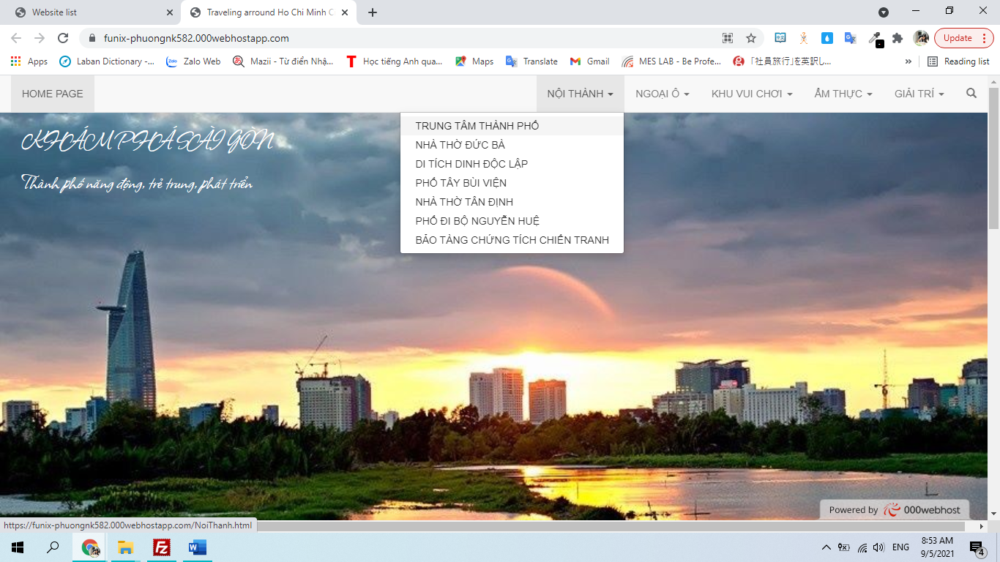 Website list
Traveling arround Ho Chi Minh C
funix-phuongnk582.000webhostapp.com
Update
Apps
Laban Dictionary -...
Zalo Web
Mazii - Từ điển Nhậ...
Học tiếng Anh qua...
Maps
Translate
Gmail
MES LAB - Be Profe...
「社員旅行」を英訳し...
»
Reading list
HOME PAGE
NỘI THÀNH
NGOẠI Ô
KHU VUI CHƠI
ẨM THỰC
GIẢI TRÍ
TRUNG TÂM THÀNH PHỐ
NHÀ THỜ ĐỨC BÀ
DI TÍCH DINH ĐỘC LẬP
PHỐ TÂY BÙI VIỆN
NHÀ THỜ TÂN ĐỊNH
PHỐ ĐI BỘ NGUYỄN HUỆ
BẢO TÀNG CHỨNG TÍCH CHIẾN TRANH
KHÁM PHÁ SÀI GÒN
Thành phố năng động, trẻ trung, phát triển
Powered by 000webhost
https://funix-phuongnk582.000webhostapp.com/NoiThanh.html
ENG
8:53 AM
9/5/2021
4